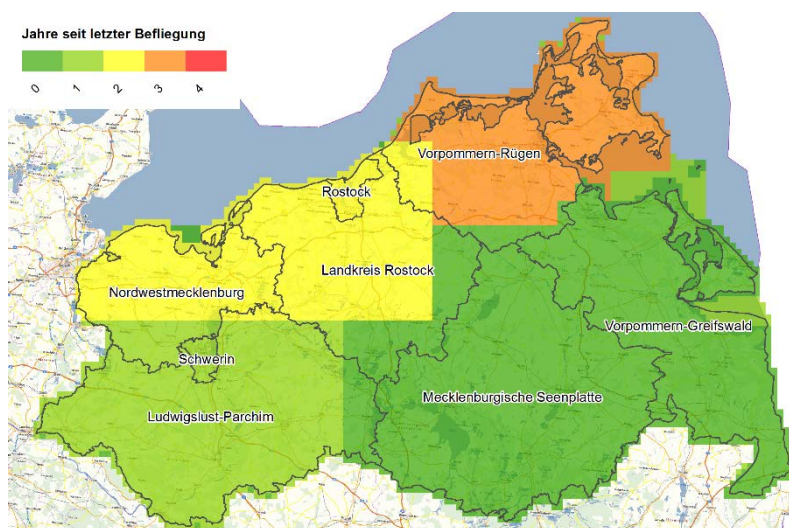 Jahre seit letzter Befliegung
0 1 2 3 4
Vorpommern-Rügen
Rostock
Landkreis Rostock
Nordwestmecklenburg
Vorpommern-Greifswald
Schwerin
Mecklenburgische Seenplatte
Ludwigslust-Parchim